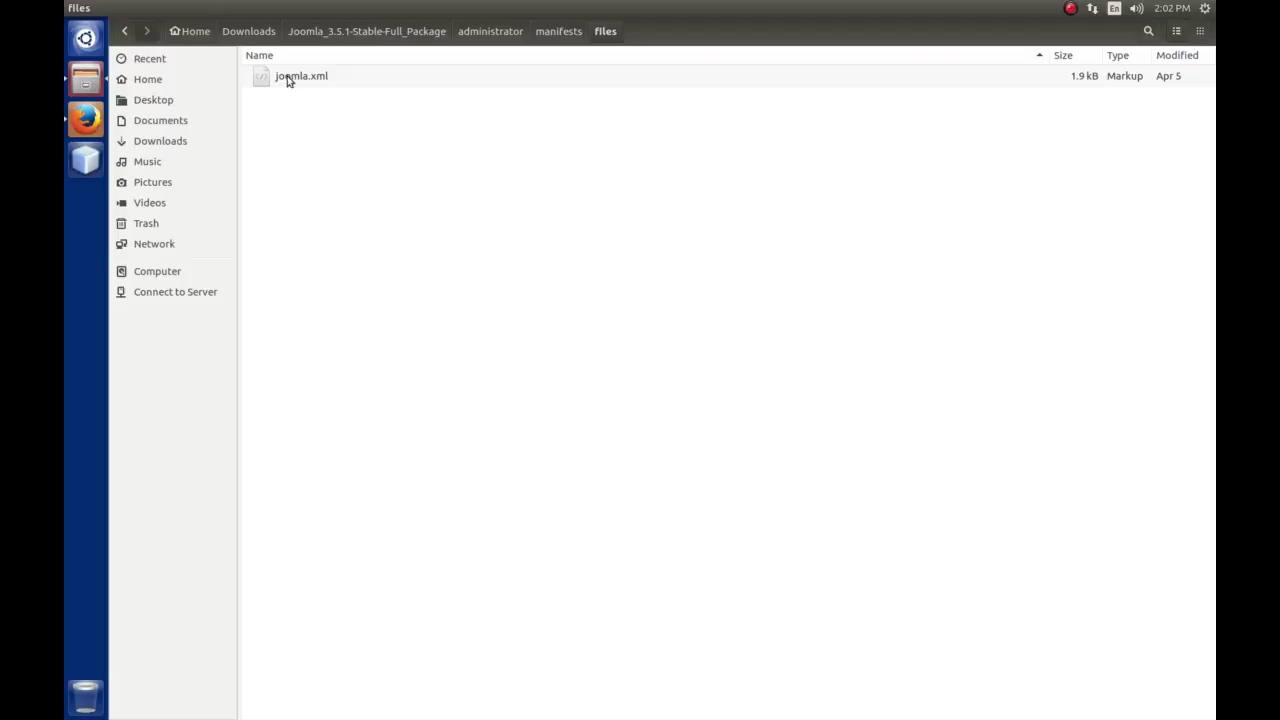 files
En
2:02 PM
Home
Downloads
Joomla_3.5.1-Stable-Full_Package
administrator
manifests
files
Name
Size
Type
Modified
joomla.xml
1.9 kB
Markup
Apr 5
Recent
Home
Desktop
Documents
Downloads
Music
Pictures
Videos
Trash
Network
Computer
Connect to Server